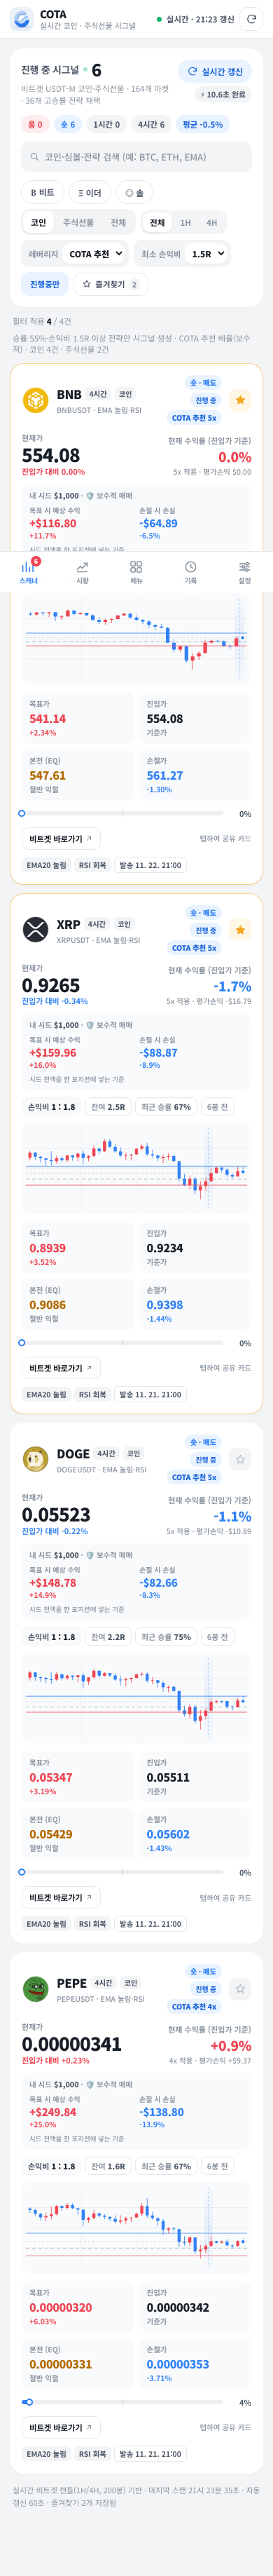 COTA
실시간 코인 · 주식선물 시그널
실시간 · 21:23 갱신
진행 중 시그널 6
실시간 갱신
비트겟 USDT-M 코인·주식선물 · 164개 마켓 · 36개 고승률 전략 채택
10.6초 완료
롱 0 숏 6 1시간 0 4시간 6 평균 -0.5%
코인·심볼·전략 검색 (예: BTC, ETH, EMA)
비트 이더 솔
코인 주식선물 전체 전체 1H 4H
레버리지 COTA 추천 최소 손익비 1.5R
진행중만 즐겨찾기 2
필터 적용 4 / 4건
승률 55%·손익비 1.5R 이상 전략만 시그널 생성 · COTA 추천 배율(보수적) · 코인 4건 · 주식선물 2건
BNB 4시간 코인
BNBUSDT · EMA 눌림·RSI
숏 · 매도
진행 중
COTA 추천 5x
현재가
554.08
진입가 대비 0.00%
현재 수익률 (진입가 기준)
0.0%
5x 적용 · 평가손익 $0.00
내 시드 $1,000 · 보수적 매매
목표 시 예상 수익 손절 시 손실
+$116.80 -$64.89
+11.7% -6.5%
스캐너 6 시황 메뉴 기록 설정
목표가 진입가
541.14 554.08
+2.34% 기준가
본전 (EQ) 손절가
547.61 561.27
절반 익절 -1.30%
0%
비트겟 바로가기 탭하여 공유 카드
EMA20 눌림 RSI 회복 발송 11. 22. 21:00
XRP 4시간 코인
XRPUSDT · EMA 눌림·RSI
숏 · 매도
진행 중
COTA 추천 5x
현재가
0.9265
진입가 대비 -0.34%
현재 수익률 (진입가 기준)
-1.7%
5x 적용 · 평가손익 -$16.79
내 시드 $1,000 · 보수적 매매
목표 시 예상 수익 손절 시 손실
+$159.96 -$88.87
+16.0% -8.9%
시드 전액을 한 포지션에 넣는 기준
손익비 1 : 1.8 잔여 2.5R 최근 승률 67% 6봉 전
목표가 진입가
0.8939 0.9234
+3.52% 기준가
본전 (EQ) 손절가
0.9086 0.9398
절반 익절 -1.44%
0%
비트겟 바로가기 탭하여 공유 카드
EMA20 눌림 RSI 회복 발송 11. 21. 21:00
DOGE 4시간 코인
DOGEUSDT · EMA 눌림·RSI
숏 · 매도
진행 중
COTA 추천 5x
현재가
0.05523
진입가 대비 -0.22%
현재 수익률 (진입가 기준)
-1.1%
5x 적용 · 평가손익 -$10.89
내 시드 $1,000 · 보수적 매매
목표 시 예상 수익 손절 시 손실
+$148.78 -$82.66
+14.9% -8.3%
시드 전액을 한 포지션에 넣는 기준
손익비 1 : 1.8 잔여 2.2R 최근 승률 75% 6봉 전
목표가 진입가
0.05347 0.05511
+3.19% 기준가
본전 (EQ) 손절가
0.05429 0.05602
절반 익절 -1.43%
0%
비트겟 바로가기 탭하여 공유 카드
EMA20 눌림 RSI 회복 발송 11. 21. 21:00
PEPE 4시간 코인
PEPEUSDT · EMA 눌림·RSI
숏 · 매도
진행 중
COTA 추천 4x
현재가
0.00000341
진입가 대비 +0.23%
현재 수익률 (진입가 기준)
+0.9%
4x 적용 · 평가손익 +$9.37
내 시드 $1,000 · 보수적 매매
목표 시 예상 수익 손절 시 손실
+$249.84 -$138.80
+25.0% -13.9%
시드 전액을 한 포지션에 넣는 기준
손익비 1 : 1.8 잔여 1.6R 최근 승률 67% 6봉 전
목표가 진입가
0.00000320 0.00000342
+6.03% 기준가
본전 (EQ) 손절가
0.00000331 0.00000353
절반 익절 -3.71%
4%
비트겟 바로가기 탭하여 공유 카드
EMA20 눌림 RSI 회복 발송 11. 21. 21:00
실시간 비트겟 캔들(1H/4H, 200봉) 기반 · 마지막 스캔 21시 23분 35초 · 자동 갱신 60초 · 즐겨찾기 2개 저장됨